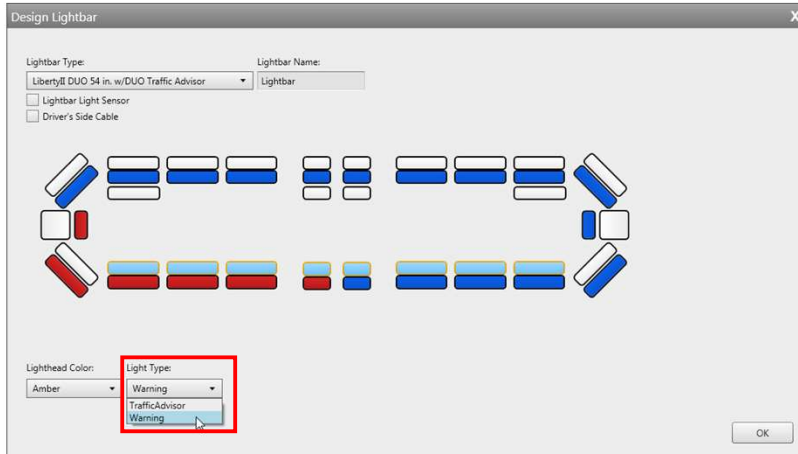 Design Lightbar X
Lightbar Type: Lightbar Name:
LibertyII DUO 54 in. w/DUO Traffic Advisor Lightbar
Lightbar Light Sensor
Driver's Side Cable
Lighthead Color: Light Type:
Amber Warning
TrafficAdvisor
Warning
OK